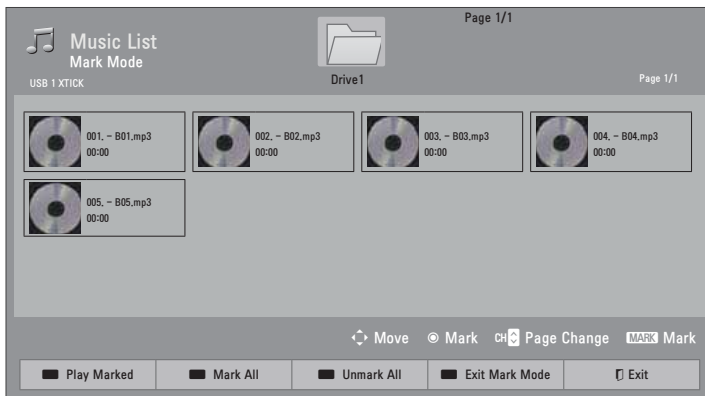 Page 1/1
Music List
Mark Mode
USB 1 XTICK
Drive1
Page 1/1
001. - B01.mp3
00:00
002. - B02.mp3
00:00
003. - B03.mp3
00:00
004. - B04.mp3
00:00
005. - B05.mp3
00:00
Move Mark CH Page Change MARK Mark
Play Marked Mark All Unmark All Exit Mark Mode Exit